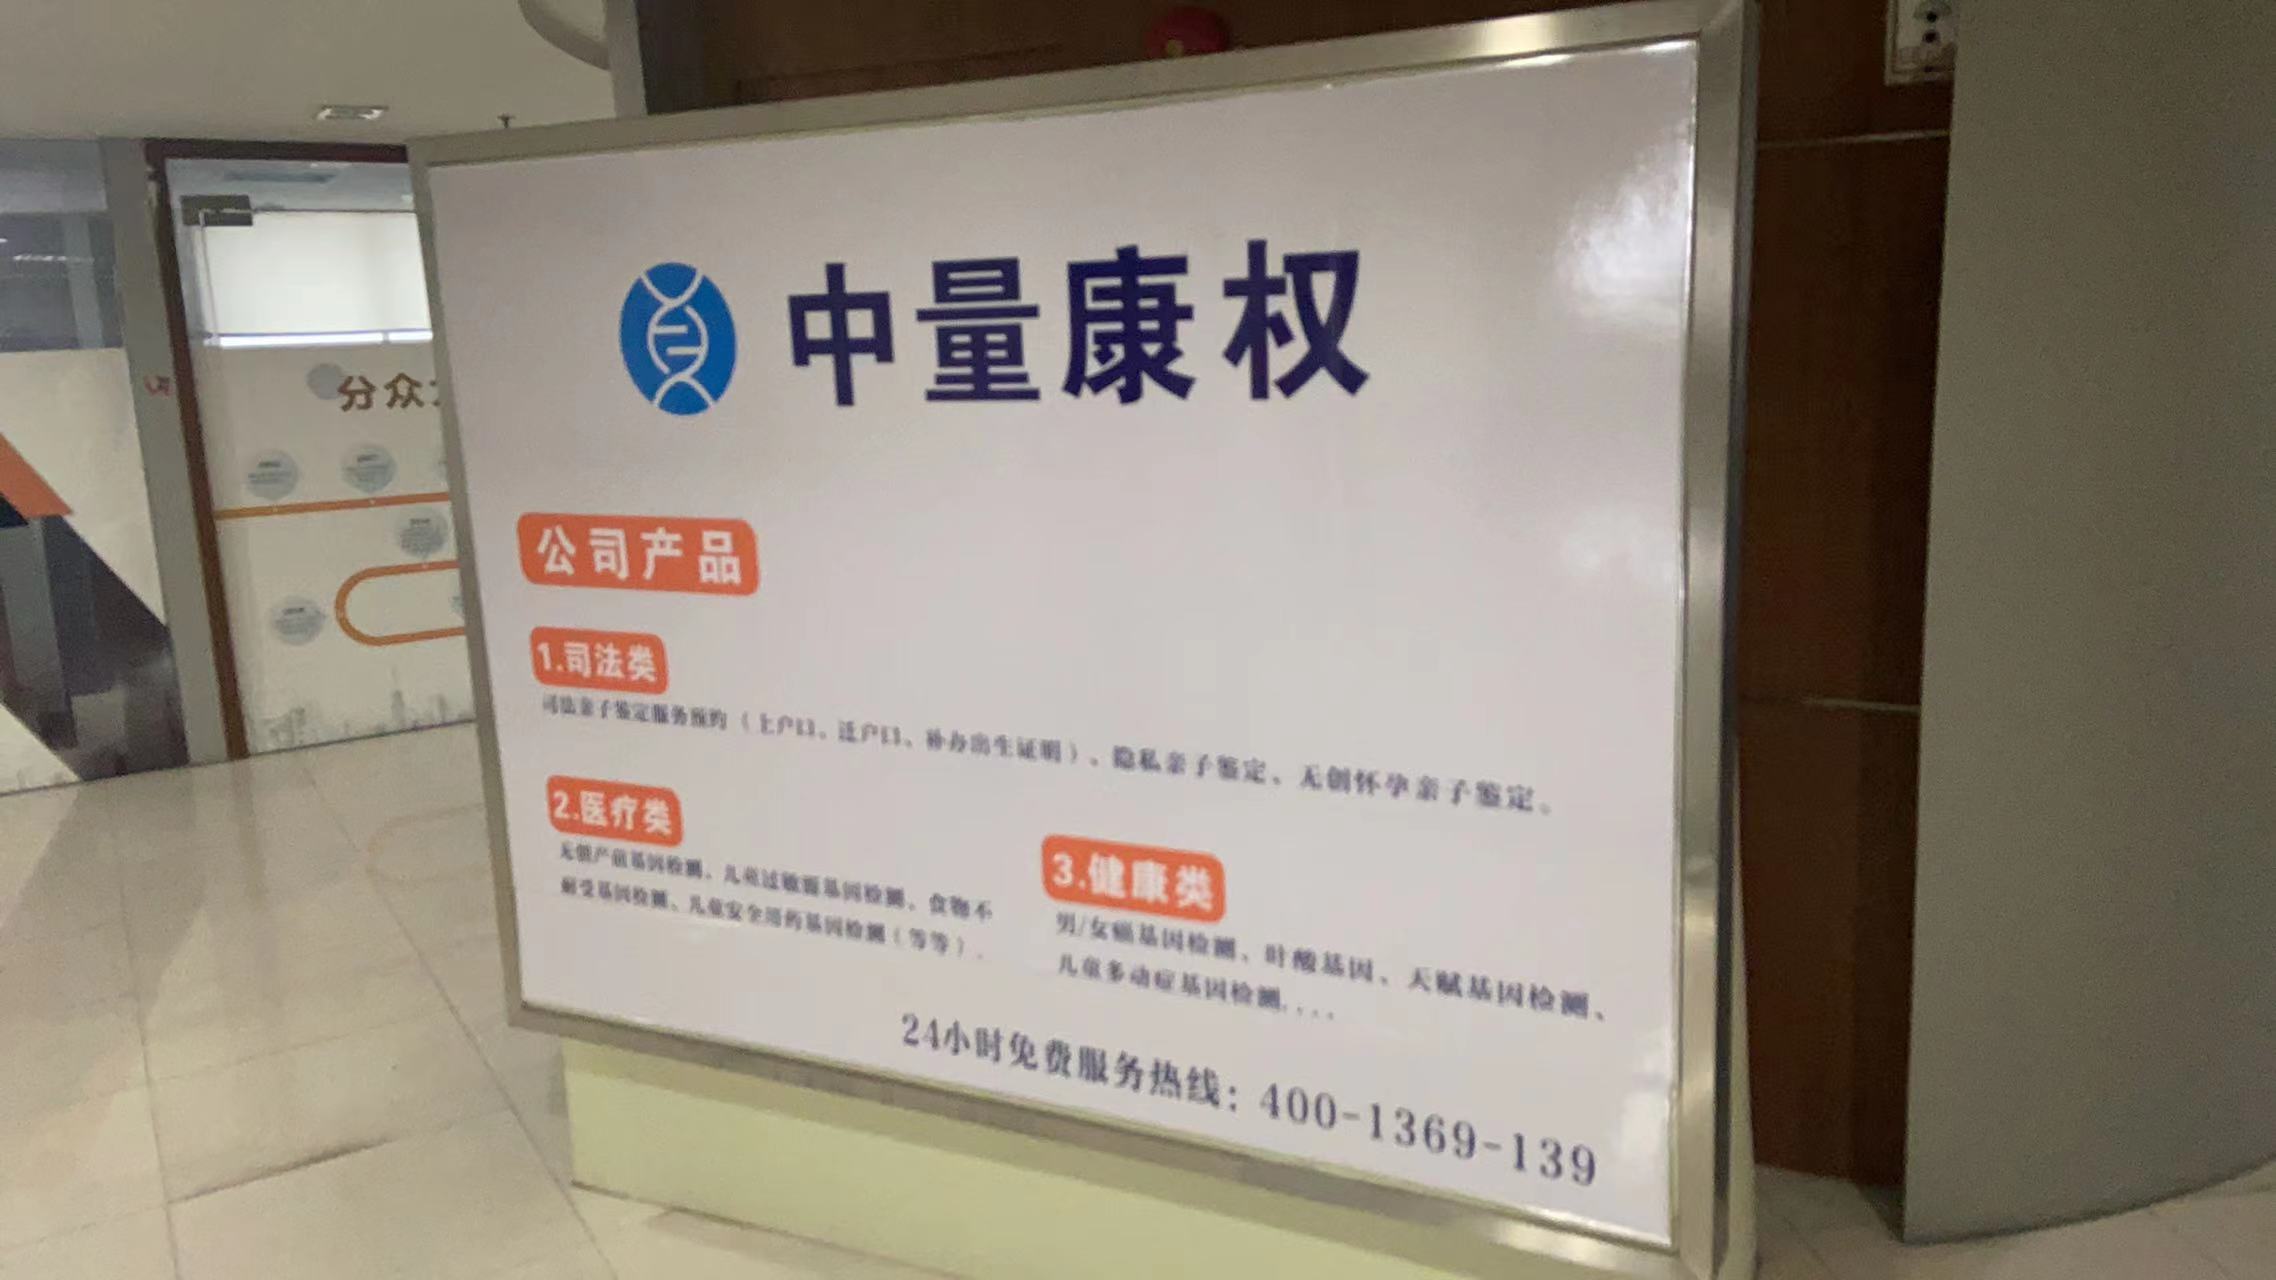 中量康权
公司产品
1.司法类
司法亲子鉴定服务预约（上户口、迁户口、补办出生证明）、隐私亲子鉴定、无创怀孕亲子鉴定。
2.医疗类
无创产前基因检测、儿童过敏源基因检测、食物不
耐受基因检测、儿童安全用药基因检测（等等）.
3.健康类
男/女癌基因检测、叶酸基因、天赋基因检测、
儿童多动症基因检测....
24小时免费服务热线：400-1369-139
分众